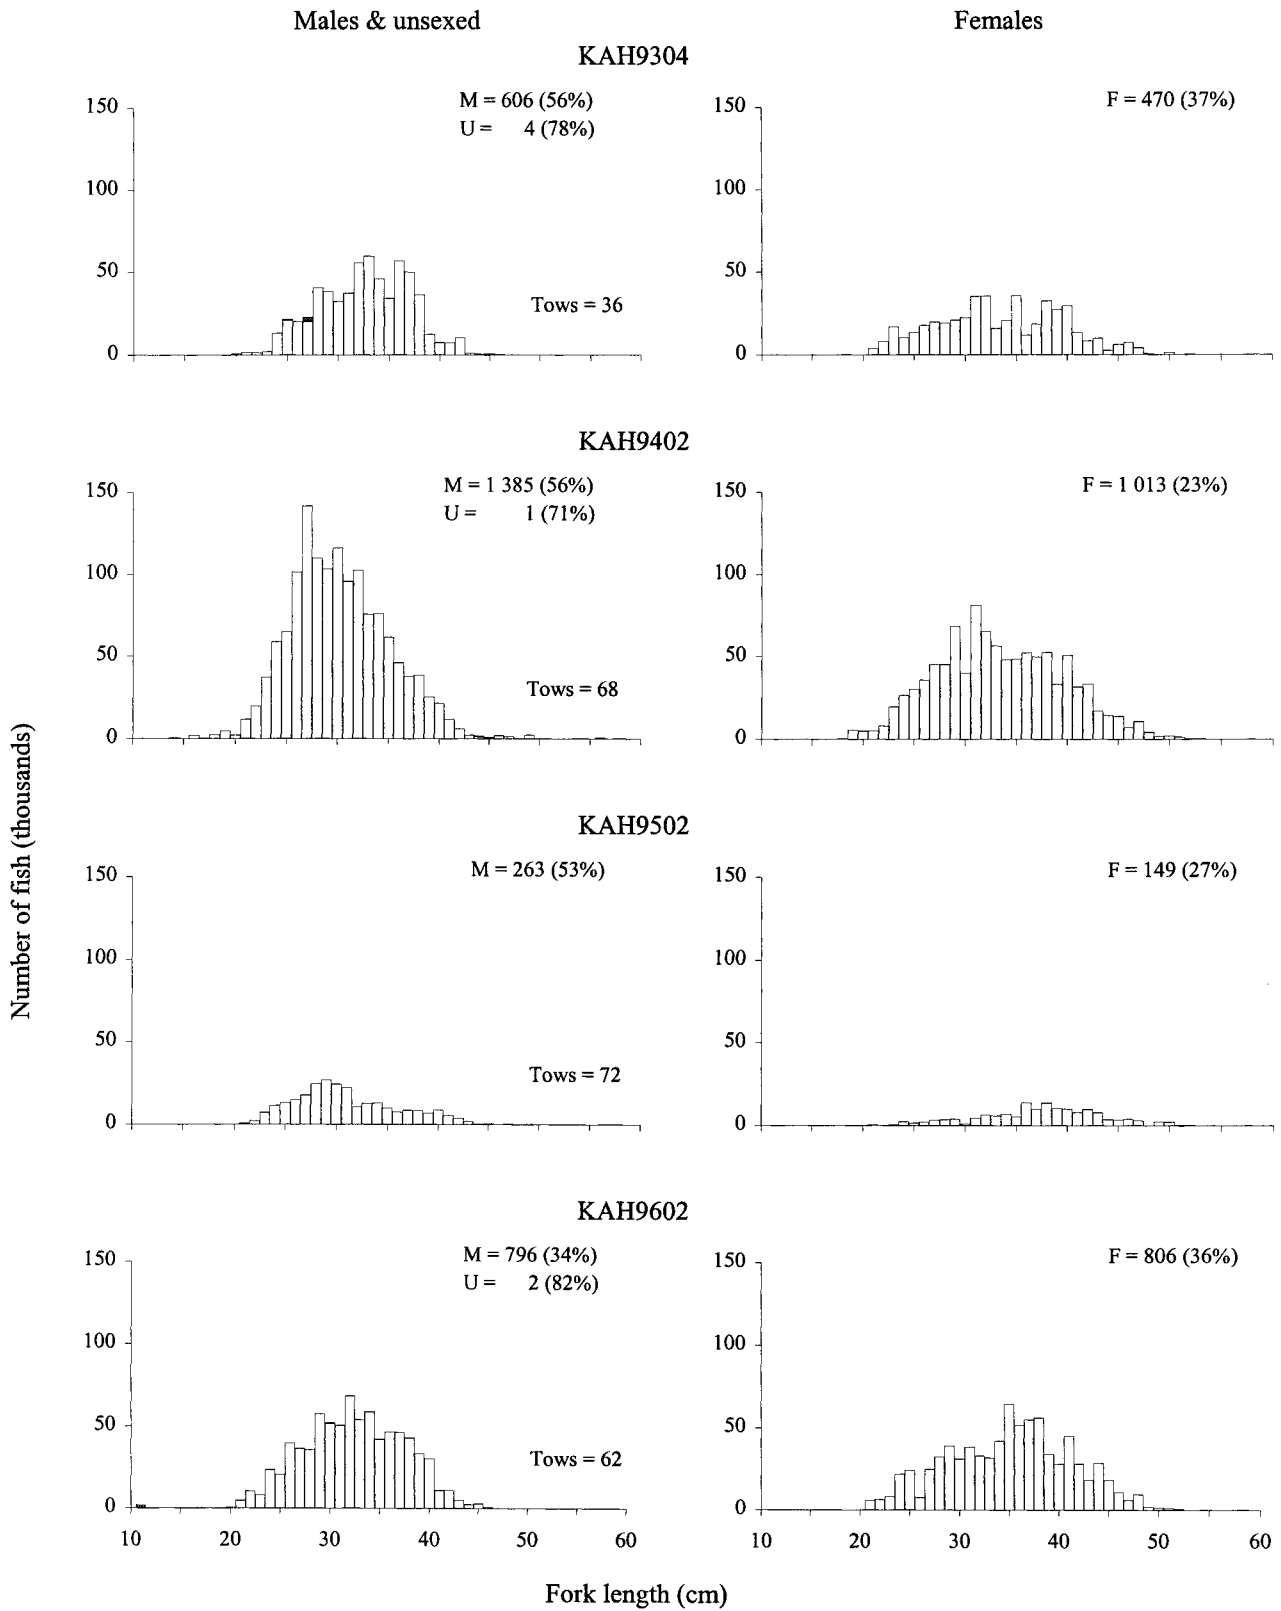 Males & unsexed
Females
KAH9304
M = 606 (56%)
U = 4 (78%)
F = 470 (37%)
150
100
50
0
Tows = 36
150
100
50
0
KAH9402
M = 1 385 (56%)
U = 1 (71%)
F = 1 013 (23%)
150
100
50
0
Tows = 68
150
100
50
0
Number of fish (thousands)
KAH9502
M = 263 (53%)
F = 149 (27%)
150
100
50
0
Tows = 72
150
100
50
0
KAH9602
M = 796 (34%)
U = 2 (82%)
F = 806 (36%)
150
100
50
0
Tows = 62
150
100
50
0
10 20 30 40 50 60
10 20 30 40 50 60
Fork length (cm)